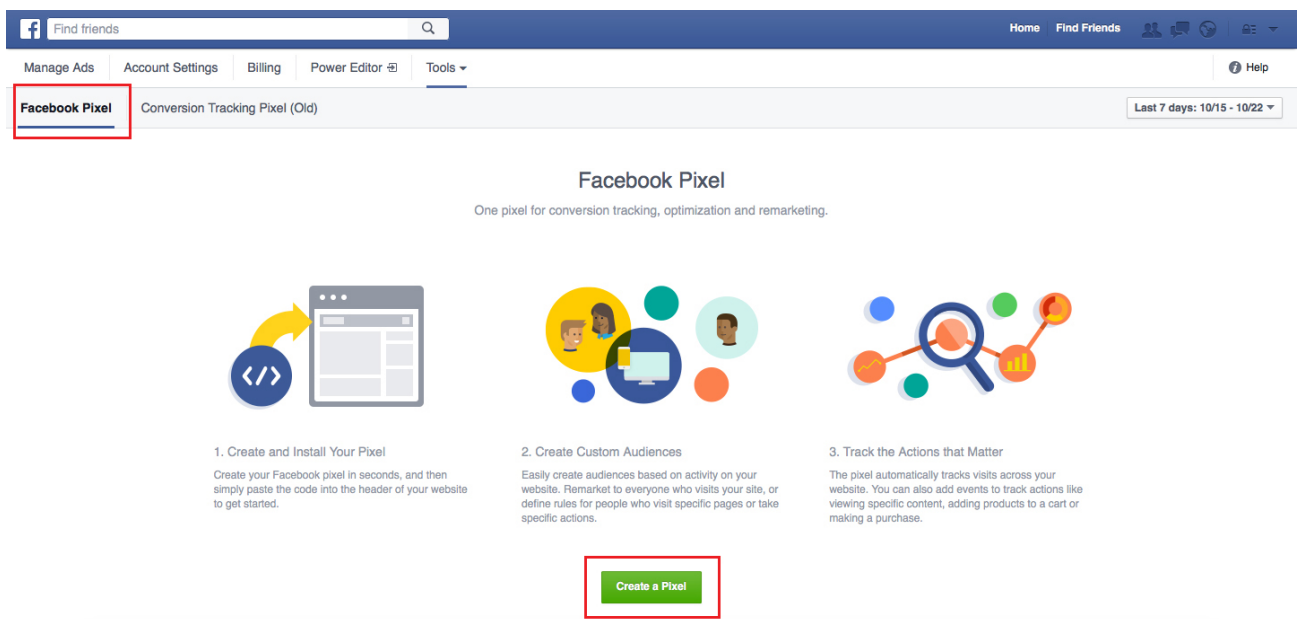 Find friends
Home Find Friends
Manage Ads Account Settings Billing Power Editor Tools Help
Facebook Pixel Conversion Tracking Pixel (Old) Last 7 days: 10/15 - 10/22
Facebook Pixel
One pixel for conversion tracking, optimization and remarketing.
</>
1. Create and Install Your Pixel
Create your Facebook pixel in seconds, and then
simply paste the code into the header of your website
to get started.
2. Create Custom Audiences
Easily create audiences based on activity on your
website. Remarket to everyone who visits your site, or
define rules for people who visit specific pages or take
specific actions.
3. Track the Actions that Matter
The pixel automatically tracks visits across your
website. You can also add events to track actions like
viewing specific content, adding products to a cart or
making a purchase.
Create a Pixel